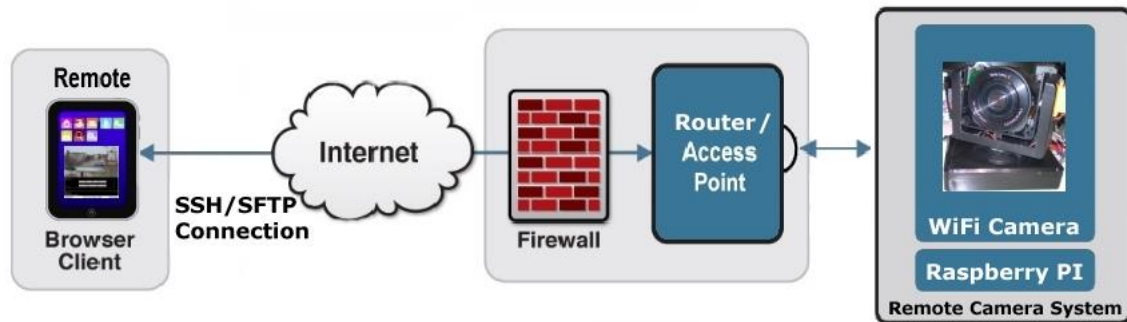 Remote
Browser
Client
SSH/SFTP
Connection
Internet
Firewall
Router/
Access
Point
WiFi Camera
Raspberry PI
Remote Camera System